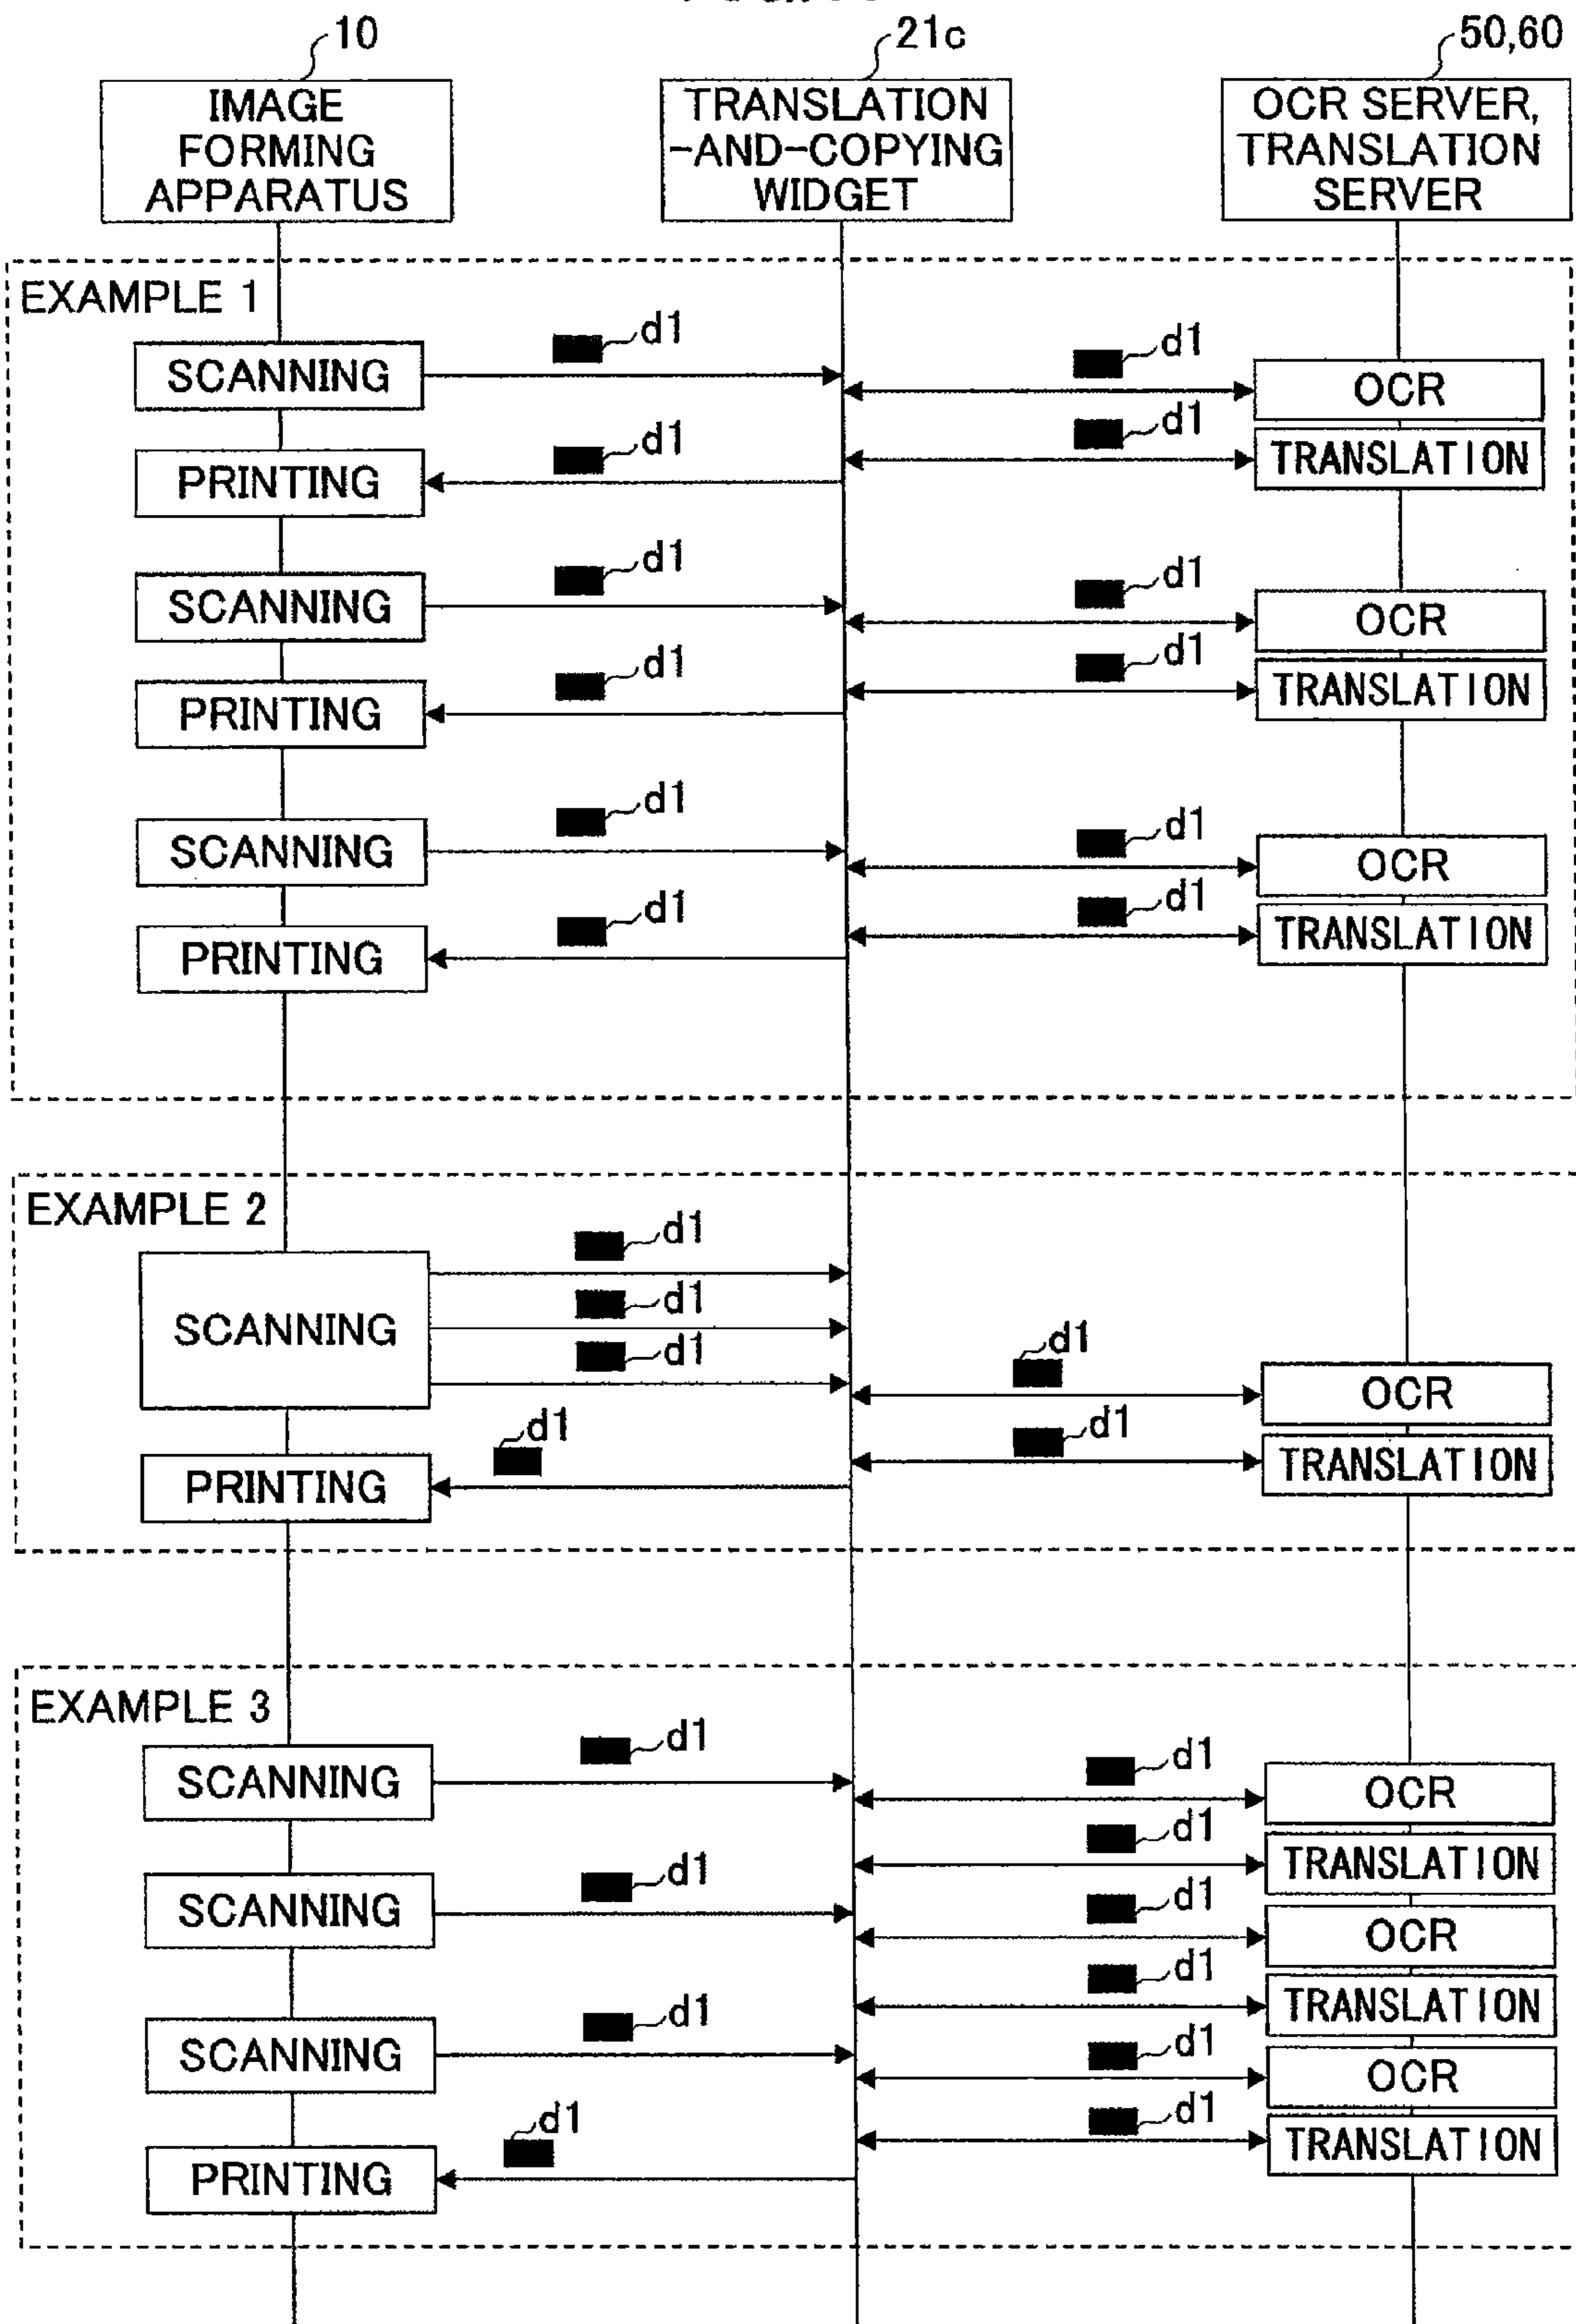 10
21c
50,60
IMAGE
FORMING
APPARATUS
TRANSLATION
-AND-COPYING
WIDGET
OCR SERVER,
TRANSLATION
SERVER
EXAMPLE 1
d1
d1
SCANNING
OCR
d1
d1
PRINTING
TRANSLATION
d1
d1
SCANNING
OCR
d1
d1
PRINTING
TRANSLATION
d1
d1
SCANNING
OCR
d1
d1
PRINTING
TRANSLATION
EXAMPLE 2
d1
d1
SCANNING
d1
d1
OCR
d1
d1
PRINTING
TRANSLATION
EXAMPLE 3
d1
d1
SCANNING
OCR
d1
TRANSLATION
d1
d1
SCANNING
OCR
d1
TRANSLATION
d1
d1
SCANNING
OCR
d1
d1
TRANSLATION
PRINTING